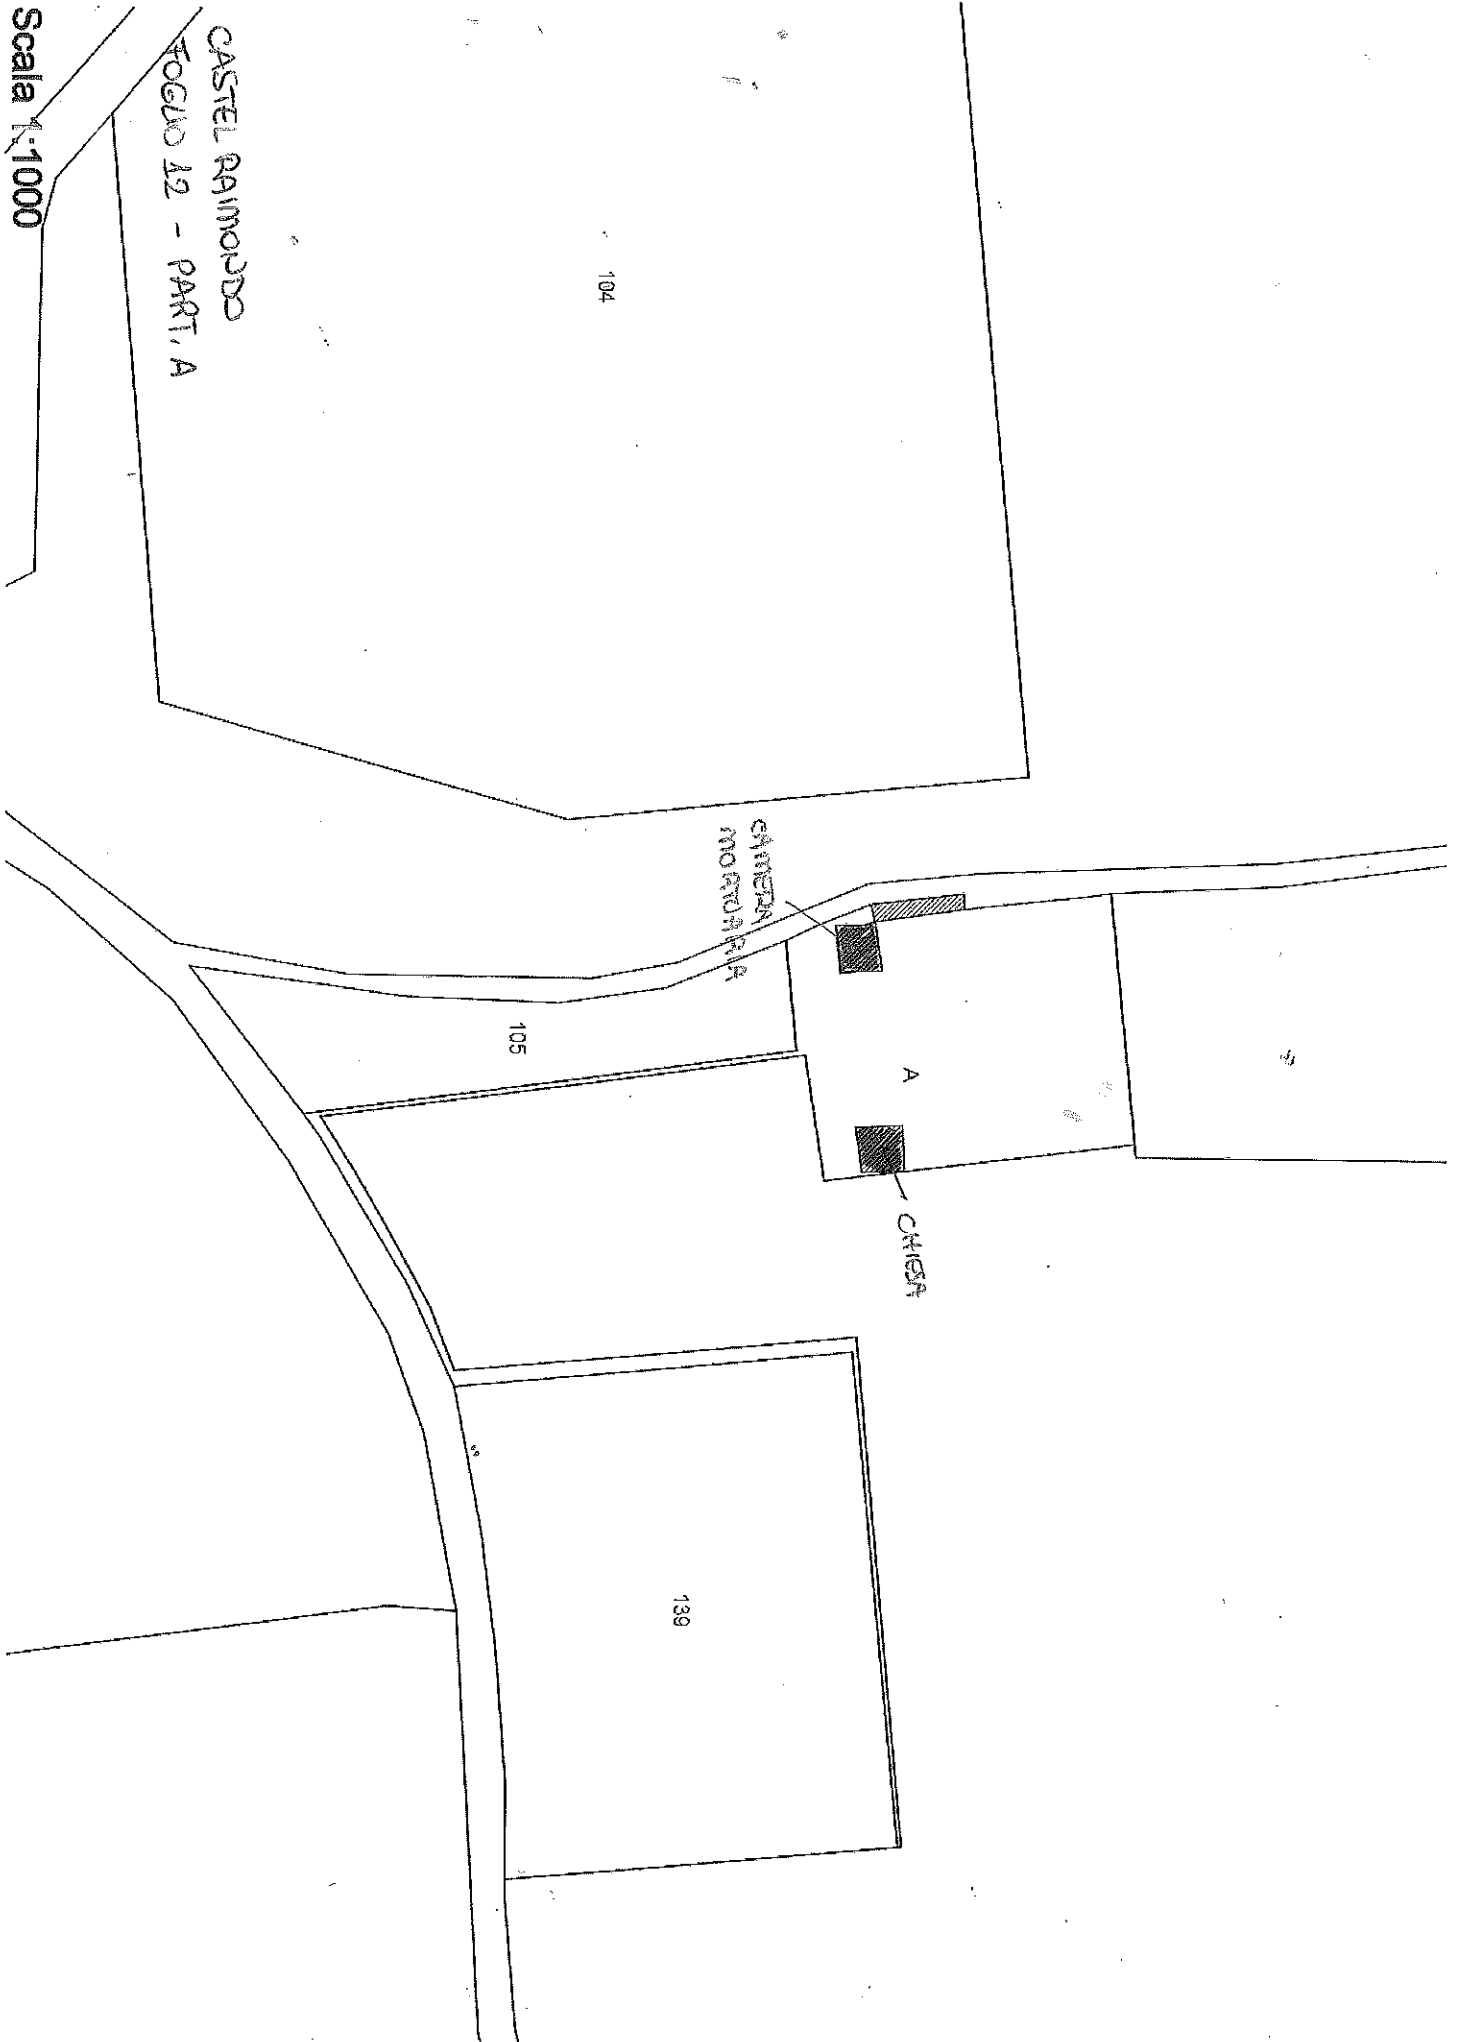 CASTEL RAIMONDO
FOGLIO 12 - PART. A
Scala 1:1000
104
CAMERA
MORTUARIA
105
A
CHIESA
139